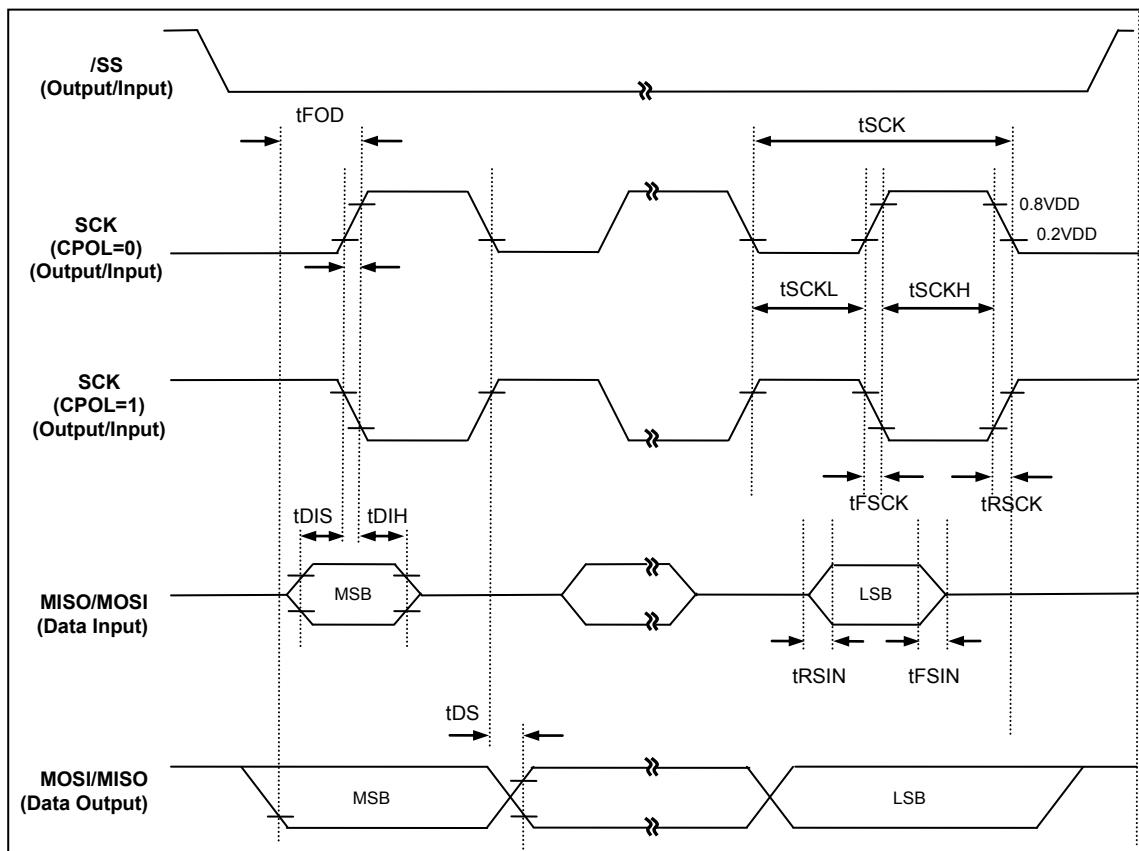 /SS
(Output/Input)
tFOD
tSCK
SCK
(CPOL=0)
(Output/Input)
0.8VDD
0.2VDD
tSCKL
tSCKH
SCK
(CPOL=1)
(Output/Input)
tFSCK
tRSCK
tDIS
tDIH
MISO/MOSI
(Data Input)
MSB
LSB
tRSIN
tFSIN
tDS
MOSI/MISO
(Data Output)
MSB
LSB